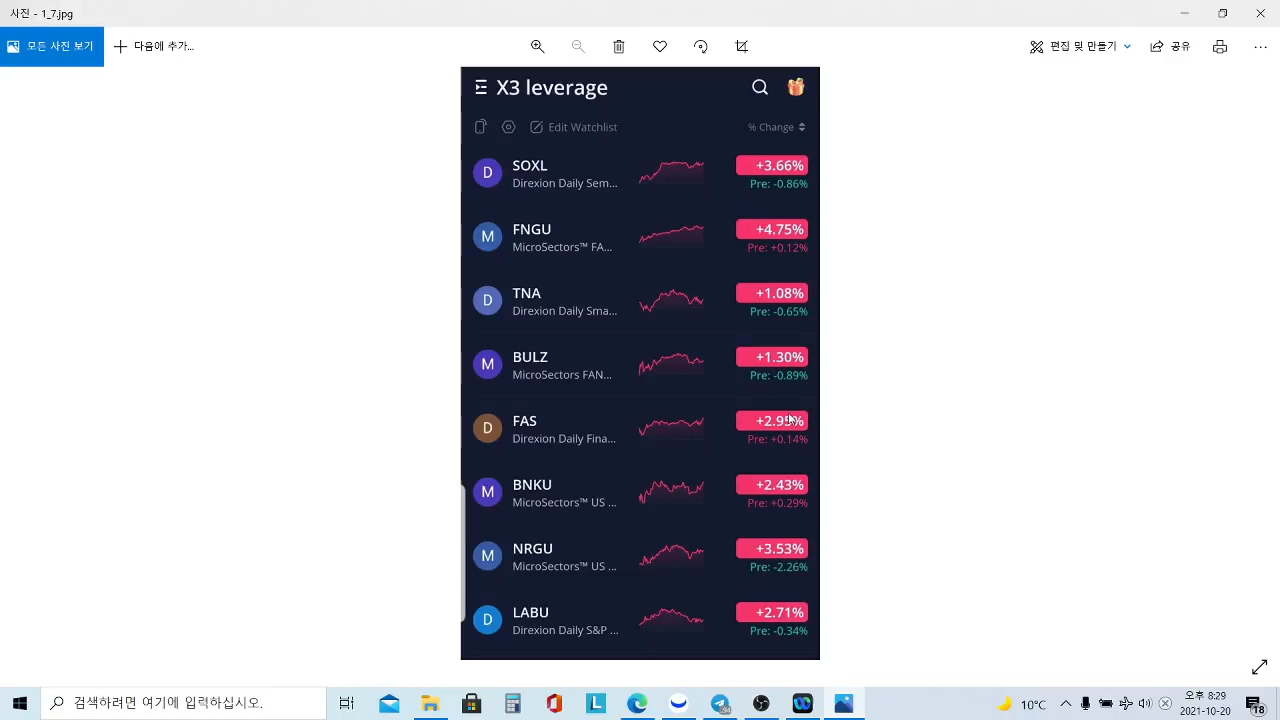 사진 - 1_7.jpg
모든 사진 보기
다음에 추가...
편집 및 만들기
공유
X3 leverage
Edit Watchlist
% Change
D
SOXL
Direxion Daily Sem...
+3.66%
Pre: -0.86%
M
FNGU
MicroSectors™ FA...
+4.75%
Pre: +0.12%
D
TNA
Direxion Daily Sma...
+1.08%
Pre: -0.65%
M
BULZ
MicroSectors FAN...
+1.30%
Pre: -0.89%
D
FAS
Direxion Daily Fina...
Pre: +0.14%
M
BNKU
MicroSectors™ US ...
+2.43%
Pre: +0.29%
M
NRGU
MicroSectors™ US ...
+3.53%
Pre: -2.26%
D
LABU
Direxion Daily S&P ...
+2.71%
Pre: -0.34%
검색하려면 여기에 입력하십시오.
10°C
오후 8:28
2021-10-20